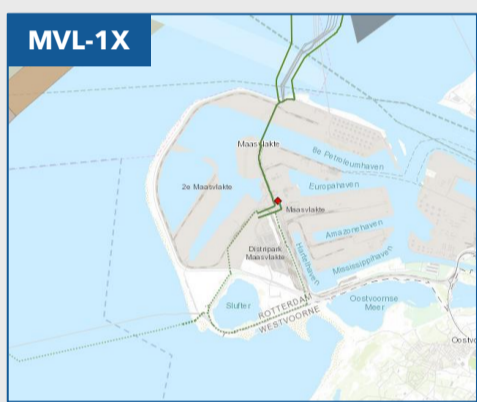 MVL-1X
Maasvlakte
8e Petroleumhaven
2e Maasvlakte
Europahaven
Maasvlakte
Amazonehaven
Distripark
Maasvlakte
Hartelhaven
Mississippihaven
Slufter
ROTTERDAM
WESTVOORNE
Oostvoornse
Meer
Oostvo